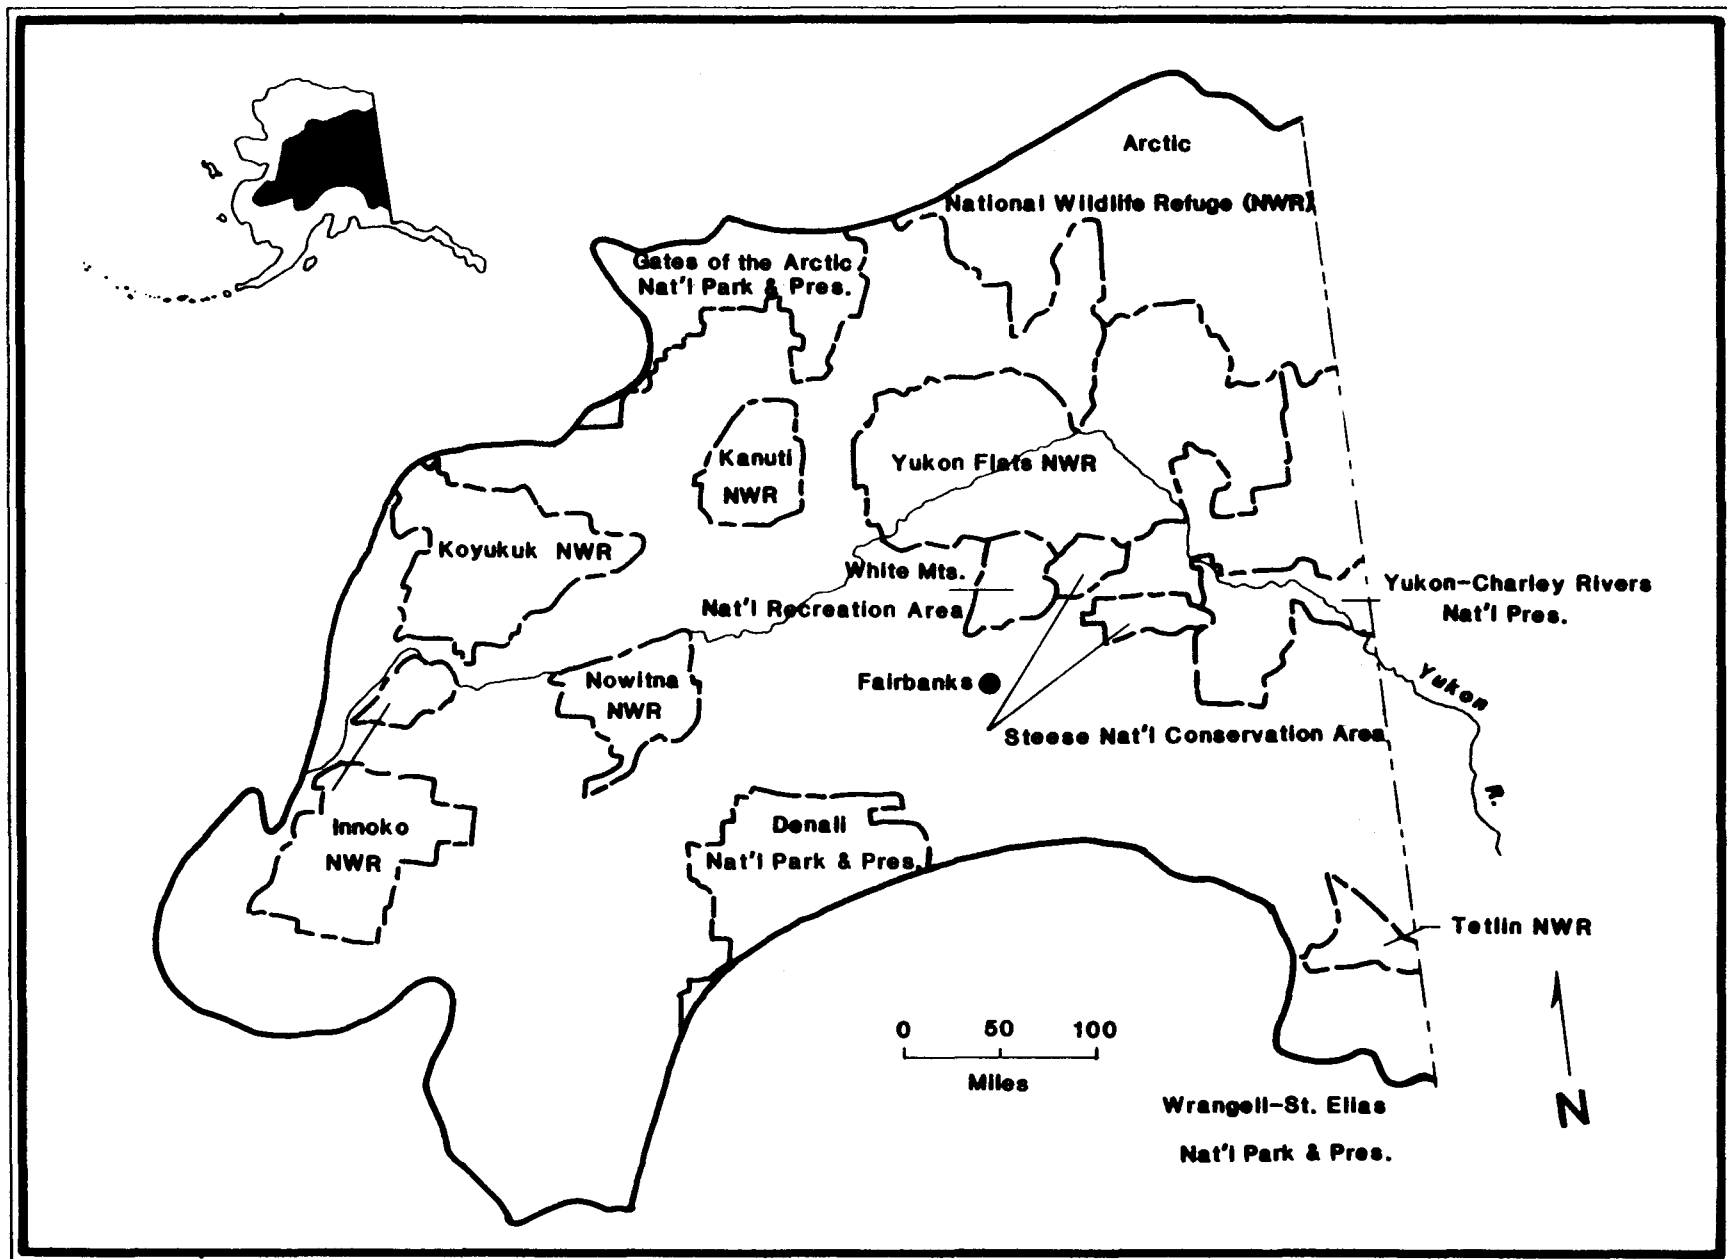 Arctic
National Wildlife Refuge (NWR)
Gates of the Arctic
Nat'l Park & Pres.
Kanuti
NWR
Yukon Flats NWR
Koyukuk NWR
White Mts.
Nat'l Recreation Area
Yukon-Charley Rivers
Nat'l Pres.
Nowitna
NWR
Fairbanks
Steese Nat'l Conservation Area
Yukon
R.
Innoko
NWR
Denali
Nat'l Park & Pres.
Tetlin NWR
0 50 100
Miles
Wrangell-St. Elias
Nat'l Park & Pres.
N